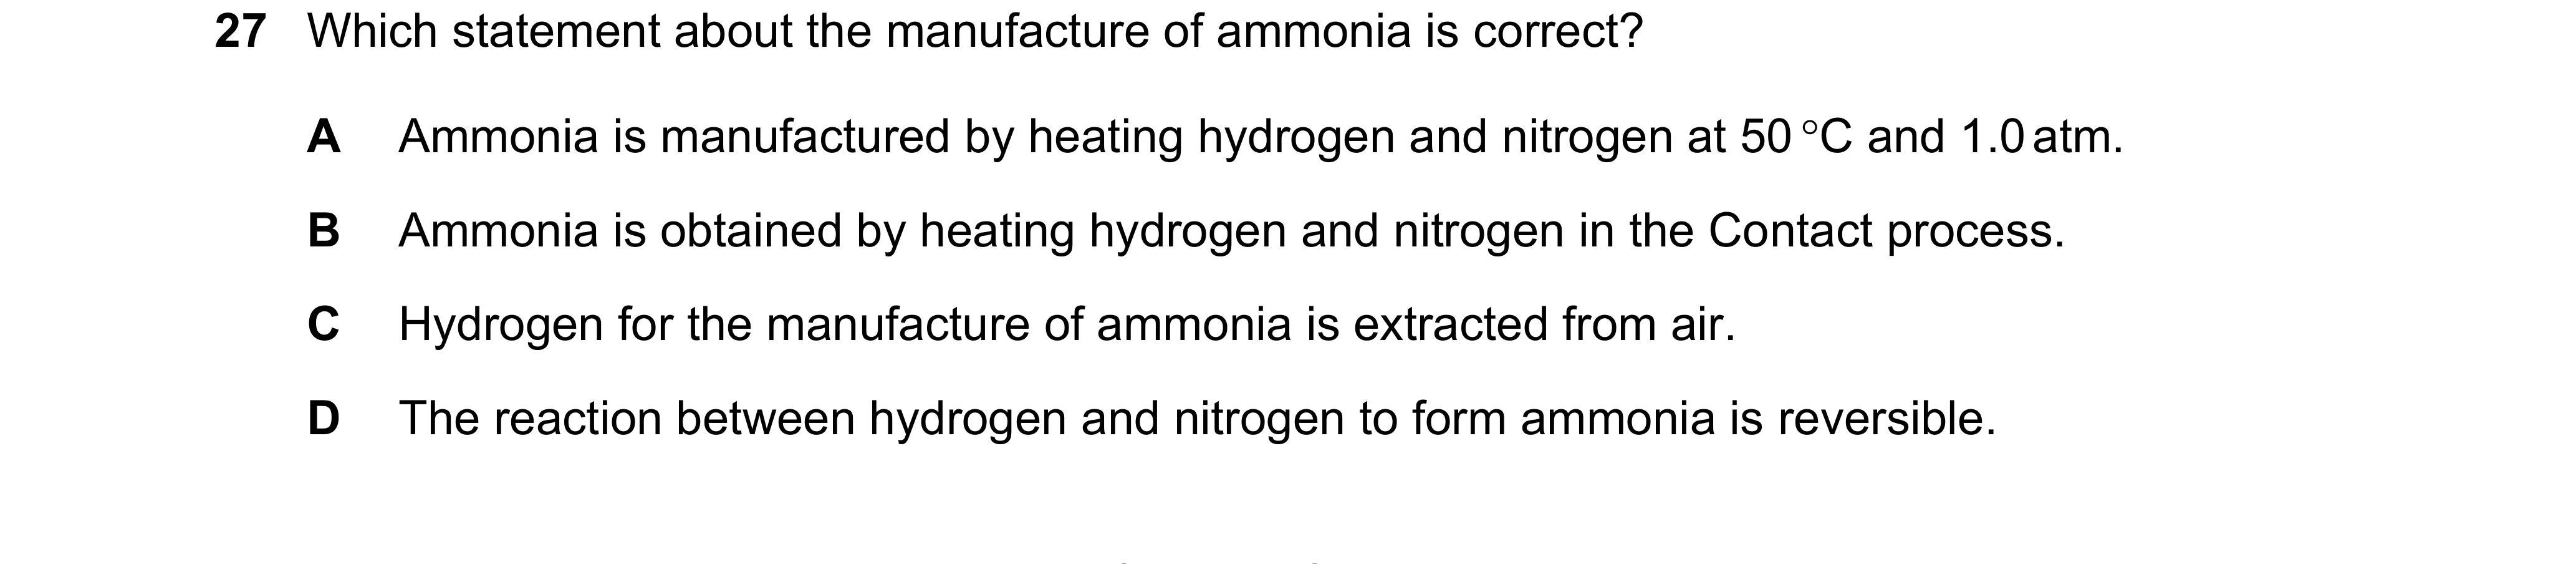 27 Which statement about the manufacture of ammonia is correct?
A Ammonia is manufactured by heating hydrogen and nitrogen at 50 °C and 1.0 atm.
B Ammonia is obtained by heating hydrogen and nitrogen in the Contact process.
C Hydrogen for the manufacture of ammonia is extracted from air.
D The reaction between hydrogen and nitrogen to form ammonia is reversible.